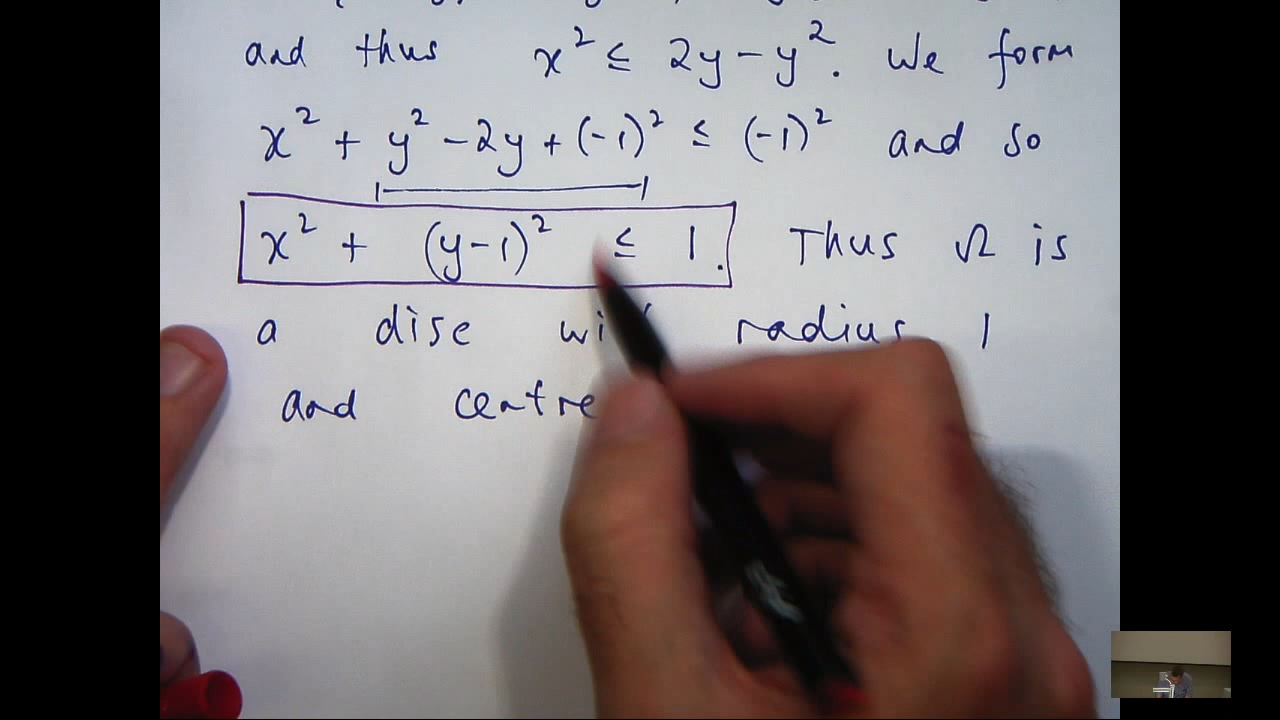 and thus x² ≤ 2y - y². We form
x² + y² - 2y + (-1)² ≤ (-1)² and so
x² + (y-1)² ≤ 1. Thus Ω is
a disc radius 1
and centre